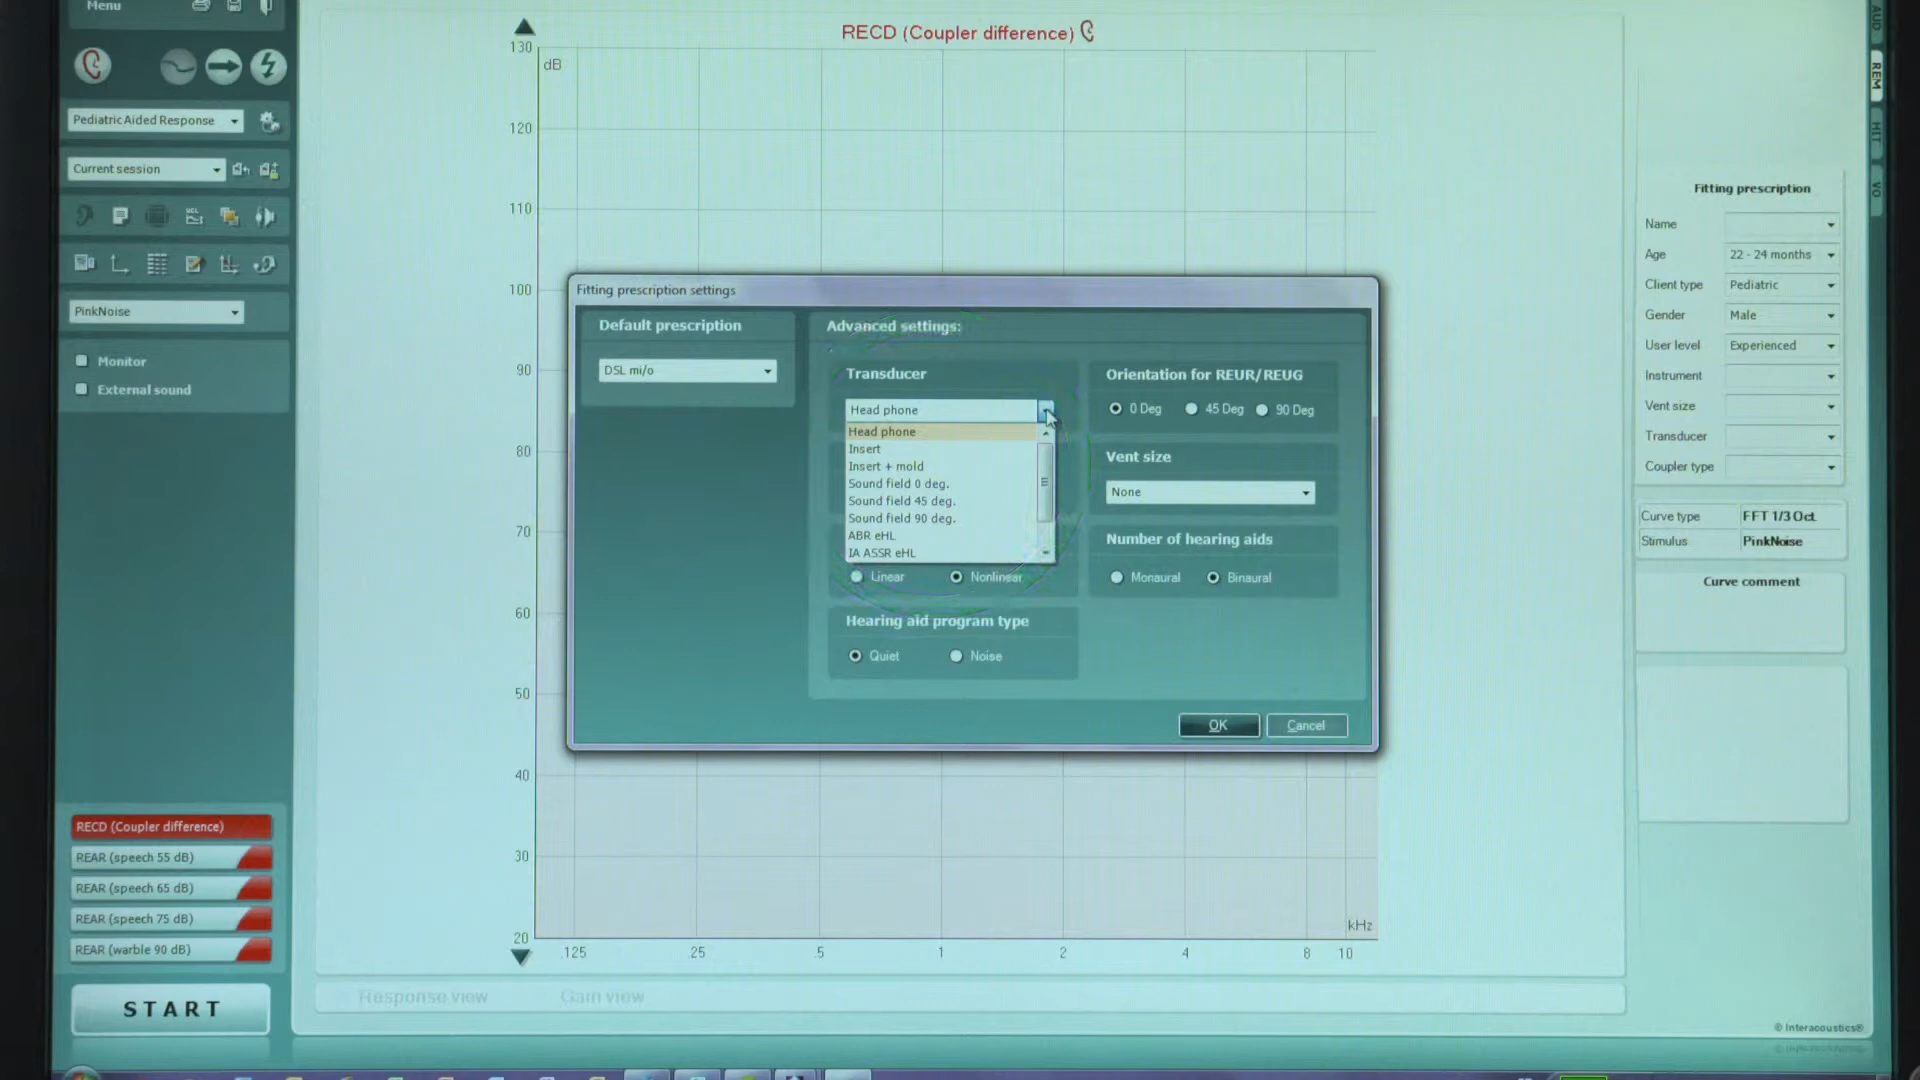 Menu
Pediatric Aided Response
Current session
PinkNoise
Monitor
External sound
RECD (Coupler difference)
REAR (speech 55 dB)
REAR (speech 65 dB)
REAR (speech 75 dB)
REAR (warble 90 dB)
START
RECD (Coupler difference)
dB
130
120
110
100
90
80
70
60
50
40
30
20
.125 .25 .5 1 2 4 8 10
kHz
Response view Gain view
Fitting prescription settings
Default prescription
DSL mi/o
Advanced settings:
Transducer
Head phone
Head phone
Insert
Insert + mold
Sound field 0 deg.
Sound field 45 deg.
Sound field 90 deg.
ABR eHL
IA ASSR eHL
Linear Nonlinear
Hearing aid program type
Quiet Noise
Orientation for REUR/REUG
0 Deg 45 Deg 90 Deg
Vent size
None
Number of hearing aids
Monaural Binaural
OK Cancel
Fitting prescription
Name
Age 22 - 24 months
Client type Pediatric
Gender Male
User level Experienced
Instrument
Vent size
Transducer
Coupler type
Curve type FFT 1/3 Oct.
Stimulus PinkNoise
Curve comment
© Interacoustics®
AUD
REM
HIT
VO